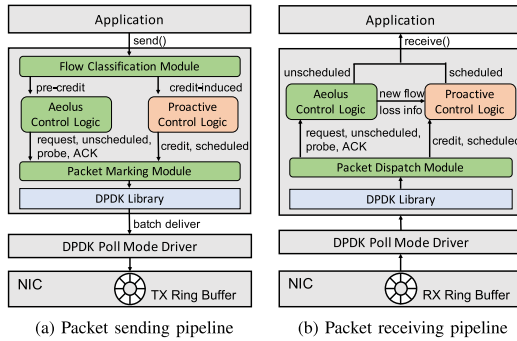 Application
send()
Flow Classification Module
pre-credit
credit-induced
Aeolus
Control Logic
Proactive
Control Logic
request, unscheduled,
probe, ACK
credit, scheduled
Packet Marking Module
DPDK Library
batch deliver
DPDK Poll Mode Driver
NIC
TX Ring Buffer
(a) Packet sending pipeline
Application
receive()
unscheduled
scheduled
Aeolus
Control Logic
new flow
loss info
Proactive
Control Logic
request, unscheduled,
probe, ACK
credit, scheduled
Packet Dispatch Module
DPDK Library
DPDK Poll Mode Driver
NIC
RX Ring Buffer
(b) Packet receiving pipeline